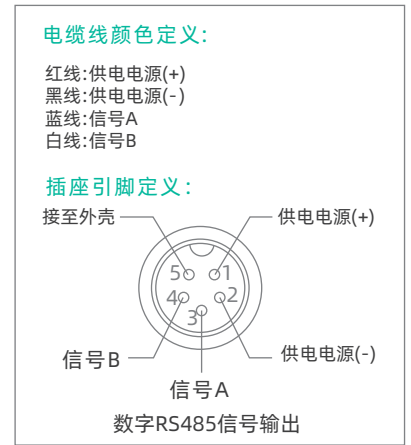 电缆线颜色定义:
红线:供电电源(+)
黑线:供电电源(-)
蓝线:信号A
白线:信号B
插座引脚定义:
接至外壳
供电电源(+)
5
1
4
2
3
信号B
供电电源(-)
信号A
数字RS485信号输出